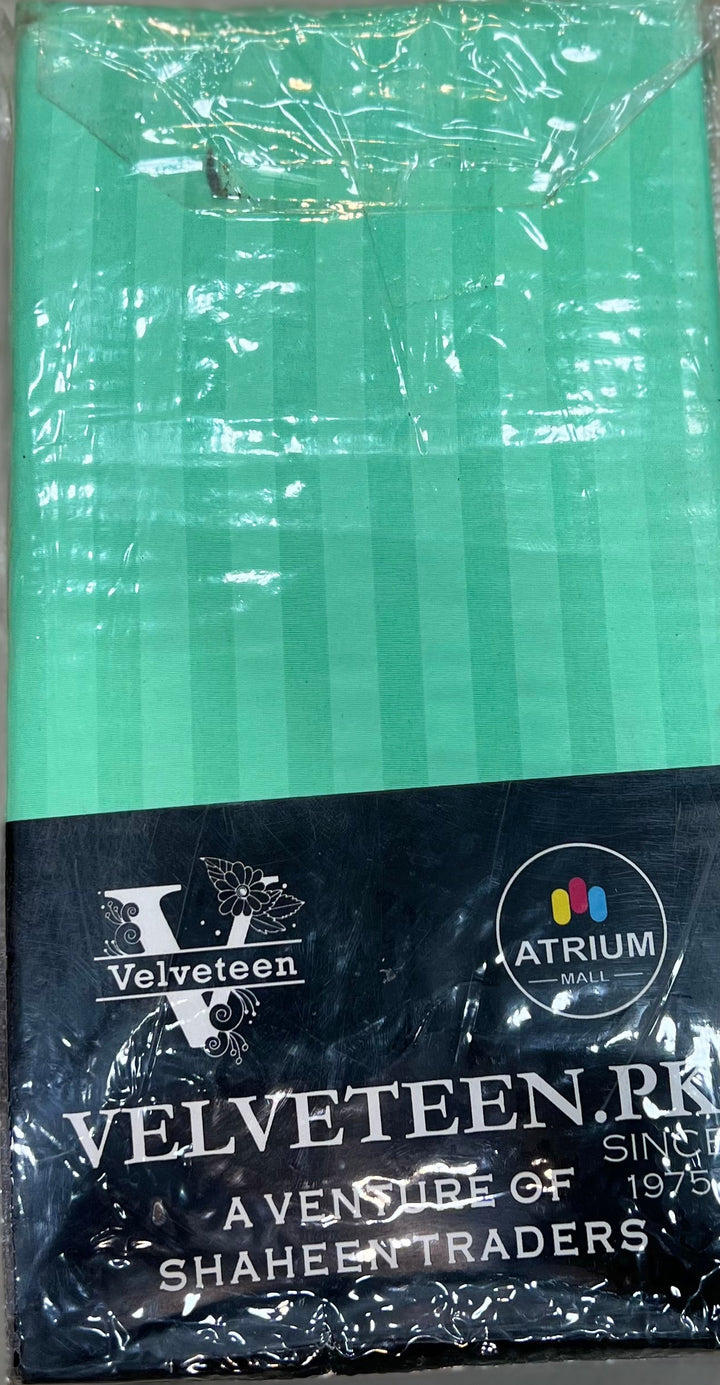 Velveteen
ATRIUM
MALL
VELVETEEN.PK
SINCE
1975
A VENTURE OF
SHAHEEN TRADERS